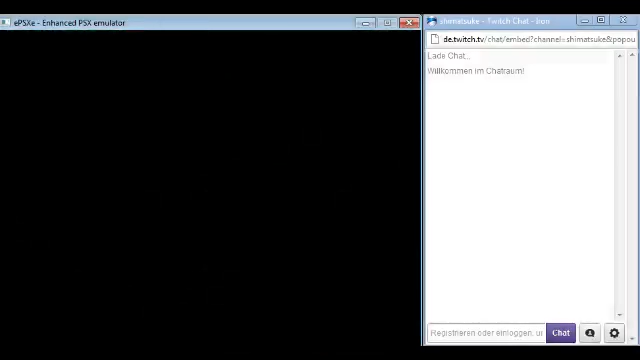 ePSXe - Enhanced PSX emulator
shimatsuke - Twitch Chat - Iron
de.twitch.tv/chat/embed?channel=shimatsuke&popou
Lade Chat...
Willkommen im Chatraum!
Registrieren oder einloggen, ur
Chat